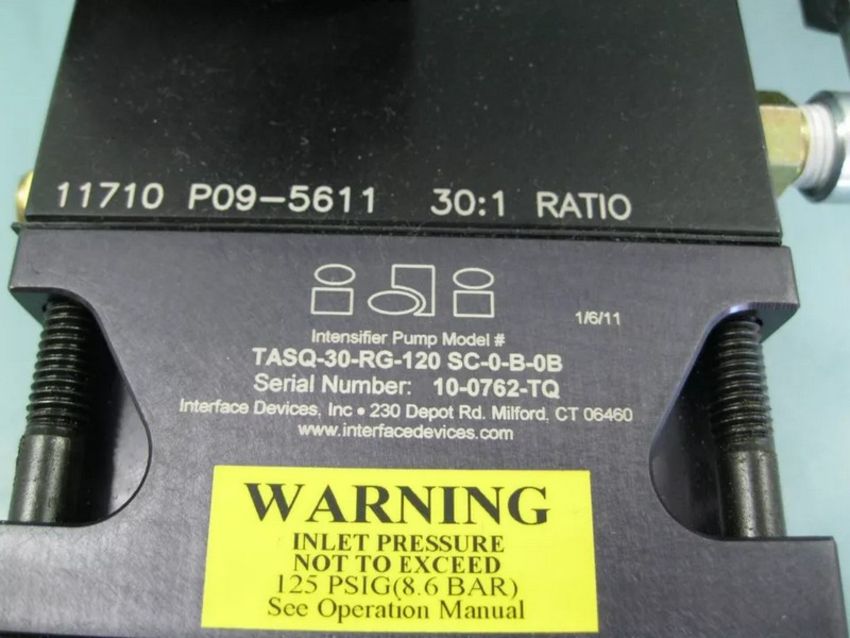 11710 P09-5611 30:1 RATIO
idi
1/6/11
Intensifier Pump Model #
TASQ-30-RG-120 SC-0-B-0B
Serial Number: 10-0762-TQ
Interface Devices, Inc • 230 Depot Rd. Milford, CT 06460
www.interfacedevices.com
WARNING
INLET PRESSURE
NOT TO EXCEED
125 PSIG(8.6 BAR)
See Operation Manual